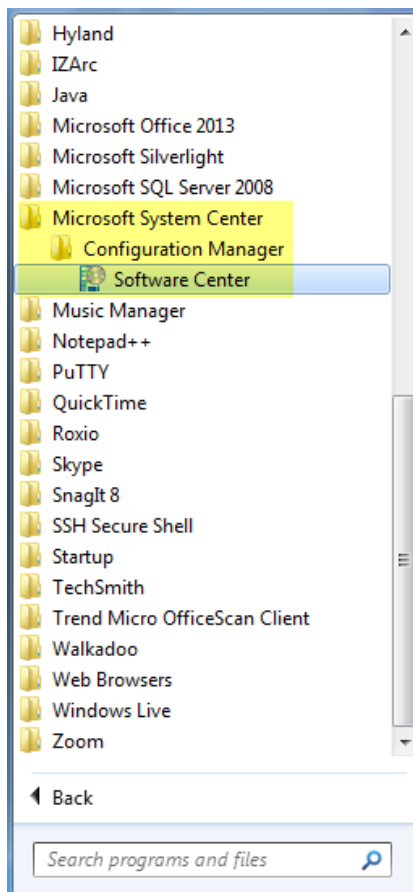 Hyland
IZArc
Java
Microsoft Office 2013
Microsoft Silverlight
Microsoft SQL Server 2008
Microsoft System Center
Configuration Manager
Software Center
Music Manager
Notepad++
PuTTY
QuickTime
Roxio
Skype
SnagIt 8
SSH Secure Shell
Startup
TechSmith
Trend Micro OfficeScan Client
Walkadoo
Web Browsers
Windows Live
Zoom
Back
Search programs and files